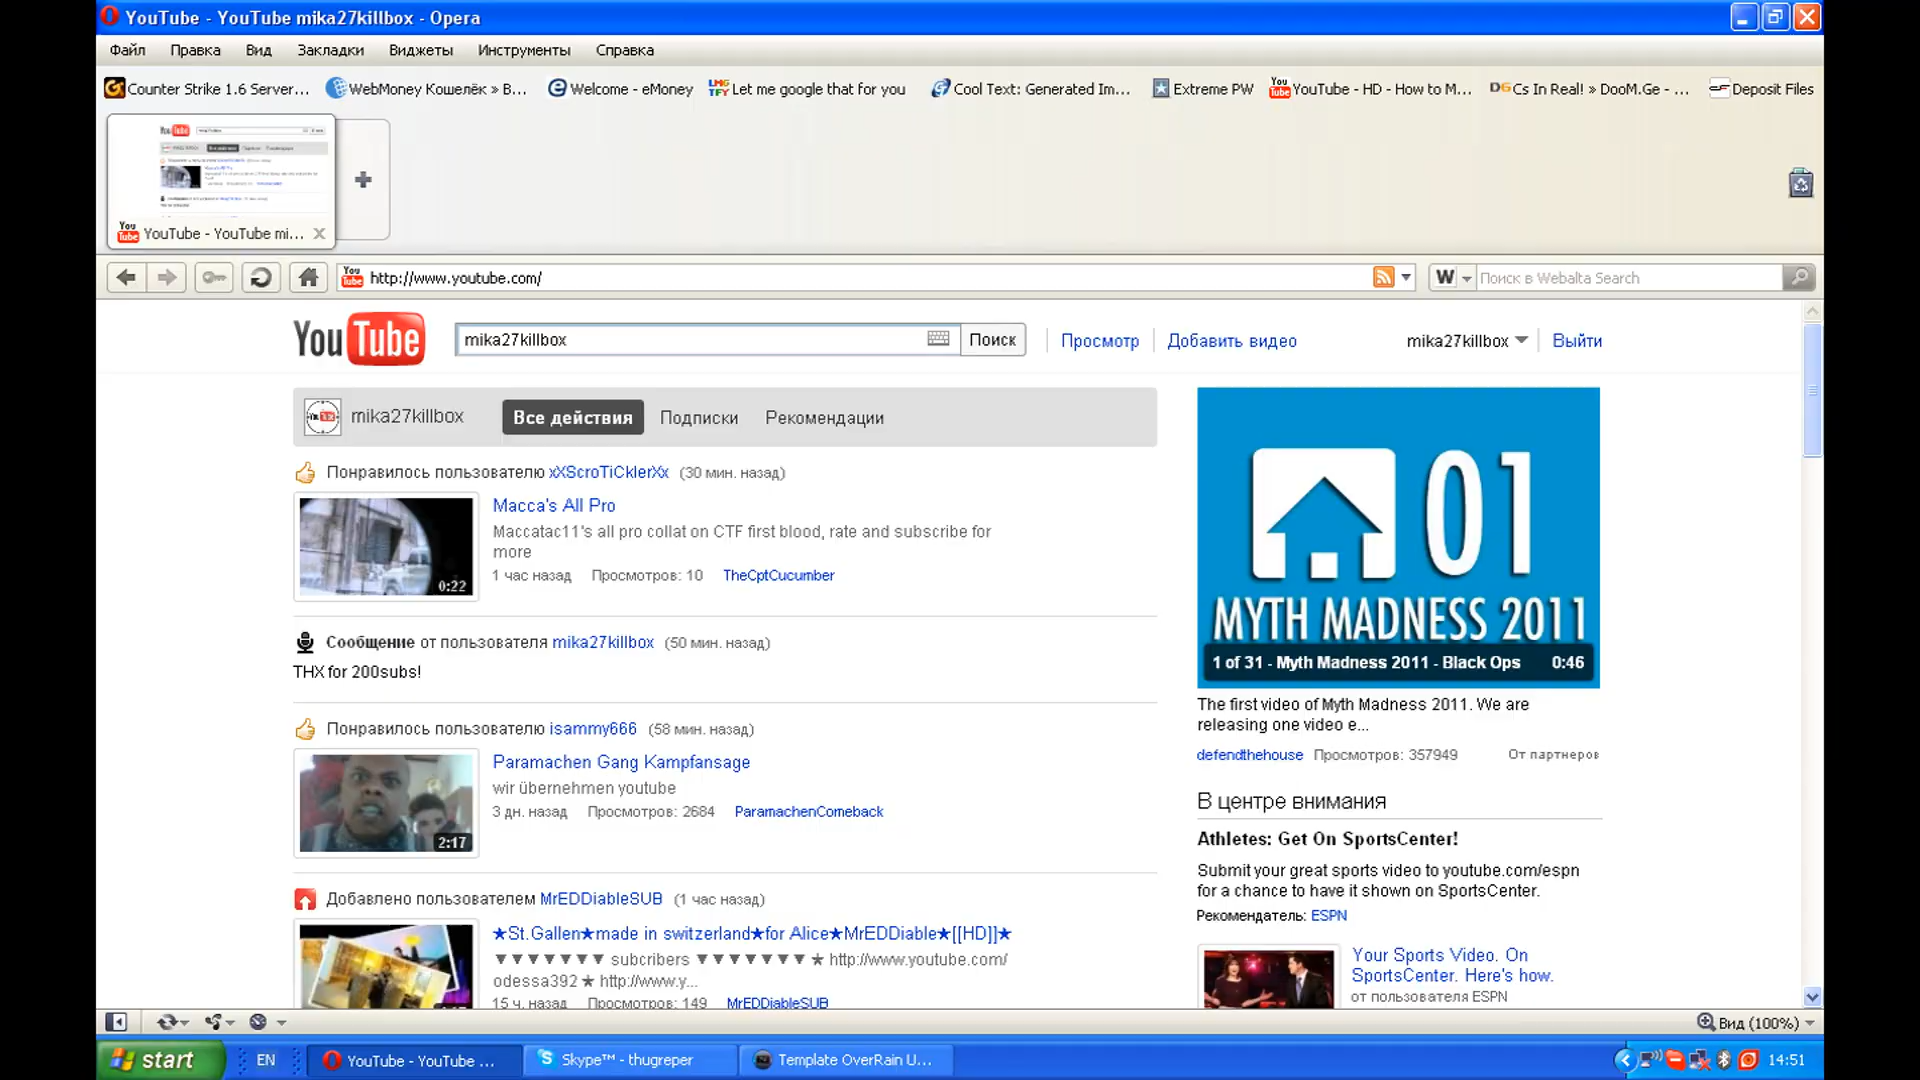 YouTube - YouTube mika27killbox - Opera
Файл Правка Вид Закладки Виджеты Инструменты Справка
Counter Strike 1.6 Server... WebMoney Кошелёк » В... Welcome - eMoney Let me google that for you Cool Text: Generated Im... Extreme PW YouTube - HD - How to M... Cs In Real! » DooM.Ge - ... Deposit Files
YouTube - YouTube mi...
http://www.youtube.com/ Поиск в Webalta Search
YouTube mika27killbox Поиск Просмотр Добавить видео mika27killbox Выйти
mika27killbox Все действия Подписки Рекомендации
Понравилось пользователю xXScroTiCklerXx (30 мин. назад)
Macca's All Pro
Maccatac11's all pro collat on CTF first blood, rate and subscribe for
more
0:22
1 час назад Просмотров: 10 TheCptCucumber
Сообщение от пользователя mika27killbox (50 мин. назад)
THX for 200subs!
Понравилось пользователю isammy666 (58 мин. назад)
Paramachen Gang Kampfansage
wir übernehmen youtube
3 дн. назад Просмотров: 2684 ParamachenComeback
2:17
Добавлено пользователем MrEDDiableSUB (1 час назад)
★St.Gallen★made in switzerland★for Alice★MrEDDiable★[[HD]]★
▼▼▼▼▼▼▼ subcribers ▼▼▼▼▼▼▼ ★ http://www.youtube.com/
odessa392 ★ http://www.y...
15 ч. назад Просмотров: 149 MrEDDiableSUB
01
MYTH MADNESS 2011
1 of 31 - Myth Madness 2011 - Black Ops 0:46
The first video of Myth Madness 2011. We are
releasing one video e...
defendthehouse Просмотров: 357949 От партнеров
В центре внимания
Athletes: Get On SportsCenter!
Submit your great sports video to youtube.com/espn
for a chance to have it shown on SportsCenter.
Рекомендатель: ESPN
Your Sports Video. On
SportsCenter. Here's how.
от пользователя ESPN
Вид (100%)
start EN YouTube - YouTube ... Skype™ - thugreper Template OverRain U... 14:51